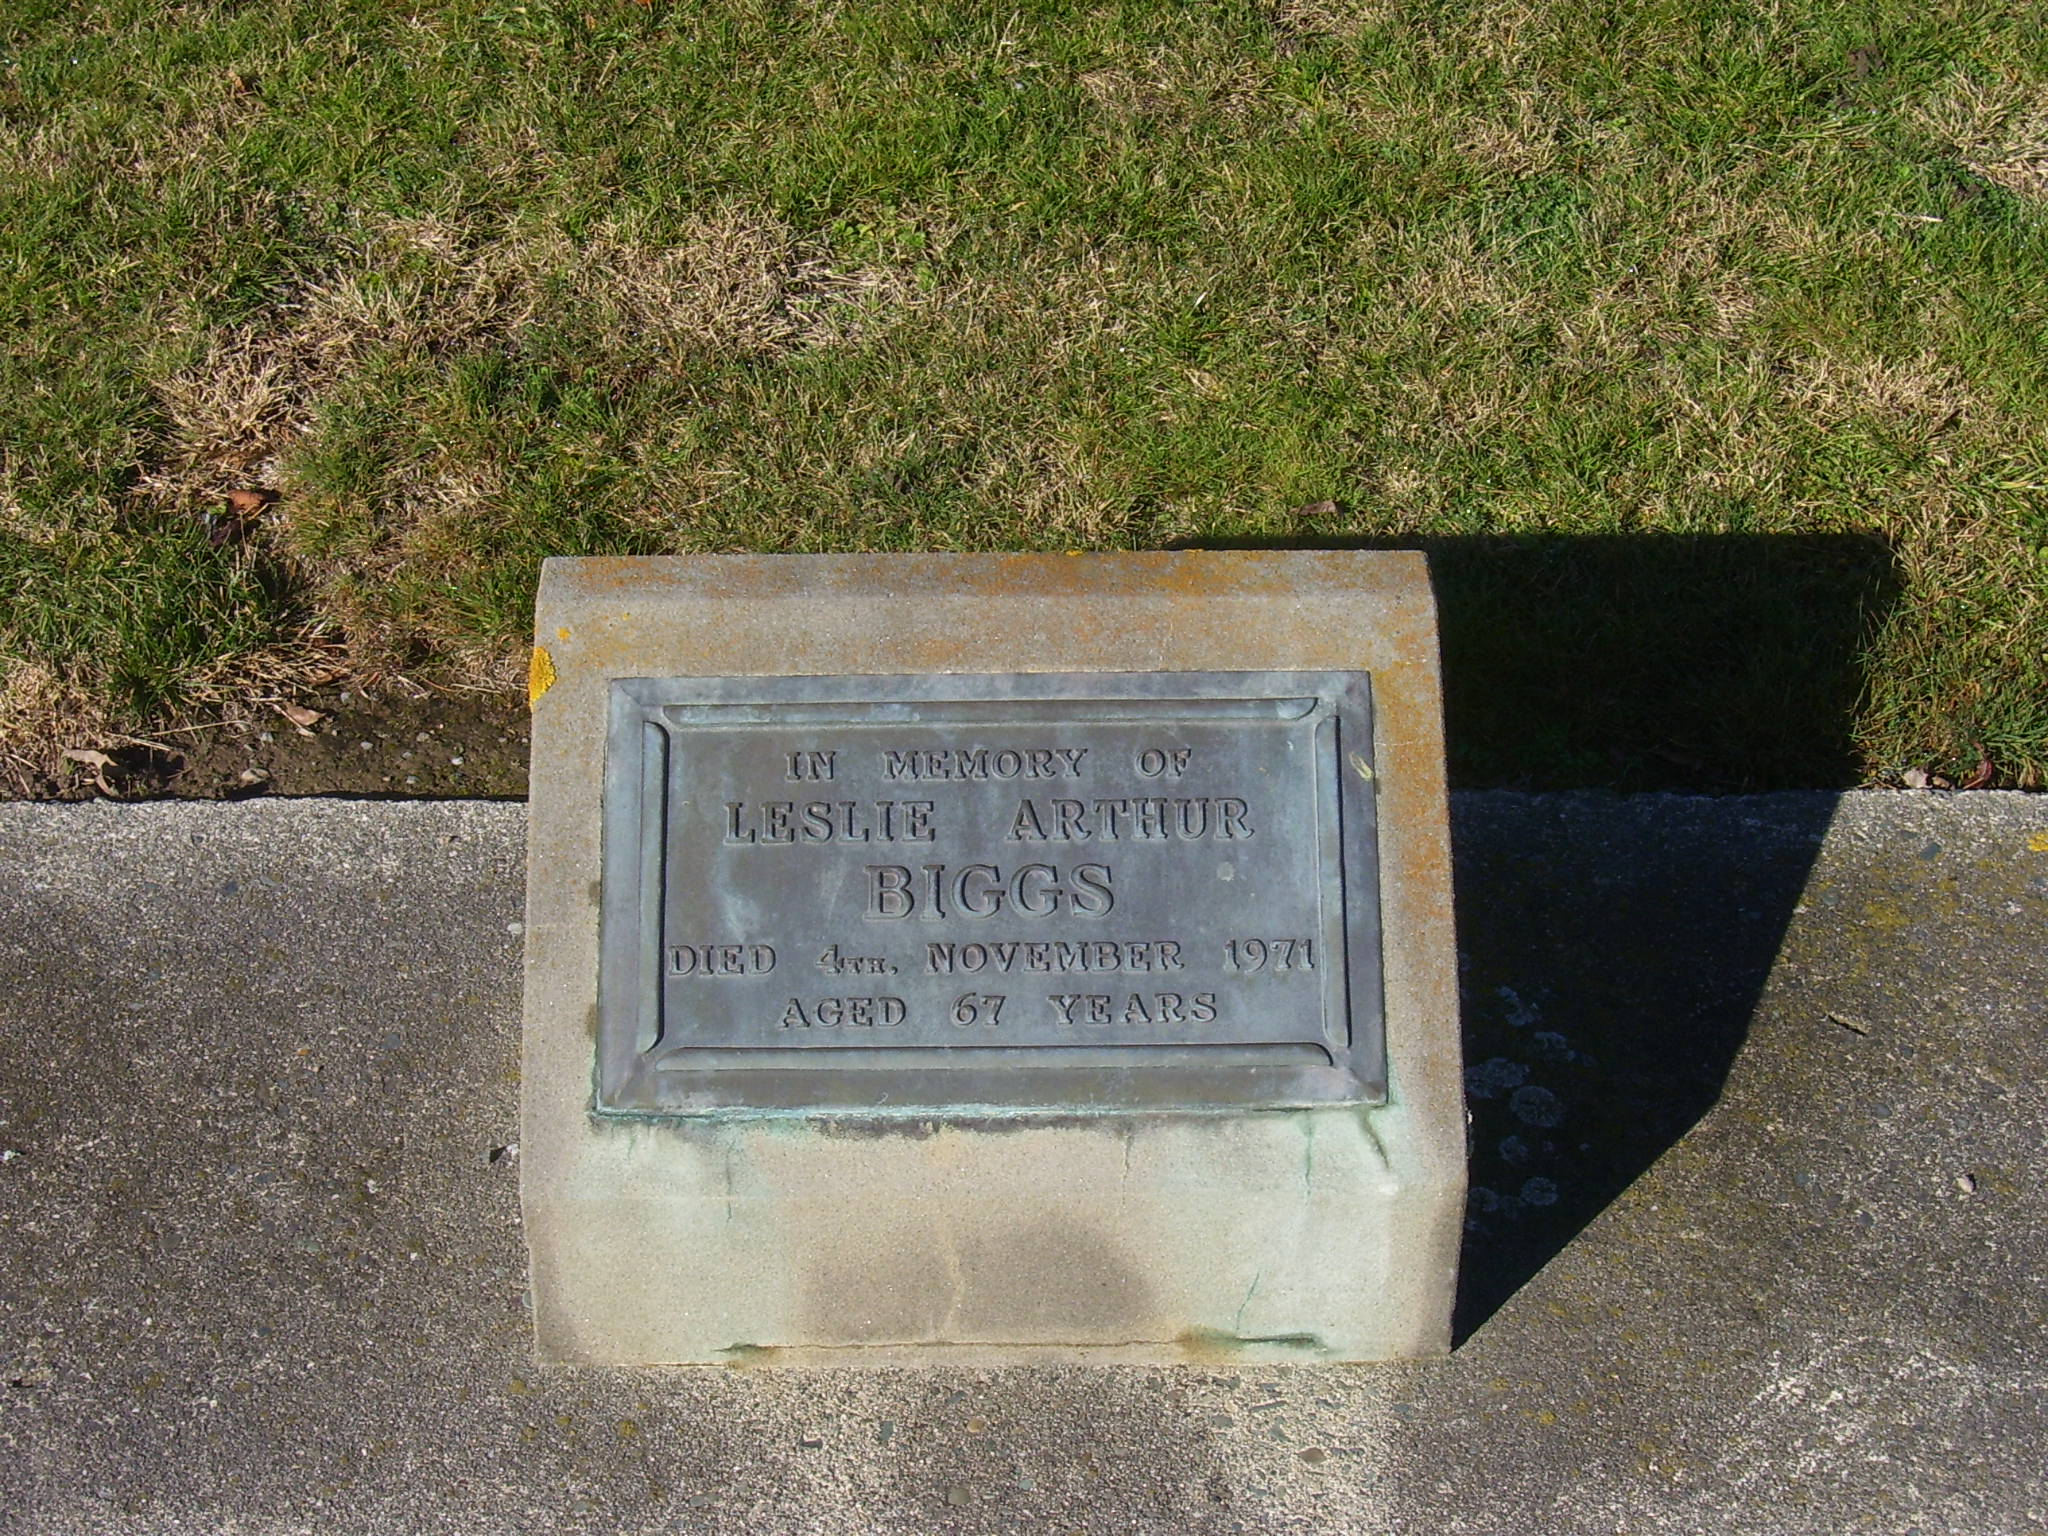 IN MEMORY OF
LESLIE ARTHUR
BIGGS
DIED 4TH. NOVEMBER 1971
AGED 67 YEARS